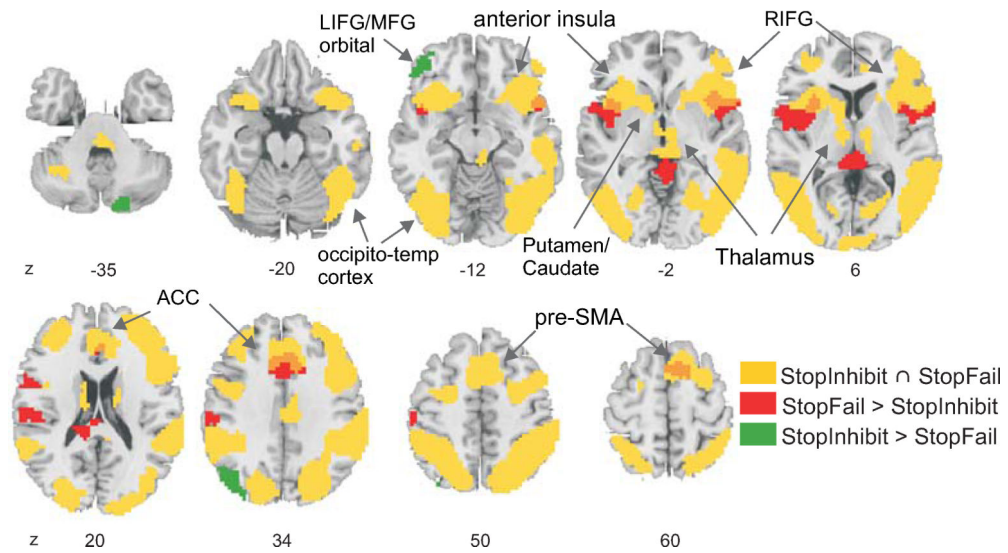 LIFG/MFG
orbital
anterior insula
RIFG
occipito-temp
cortex
Putamen/
Caudate
Thalamus
z -35 -20 -12 -2 6
ACC
pre-SMA
StopInhibit ∩ StopFail
StopFail > StopInhibit
StopInhibit > StopFail
z 20 34 50 60